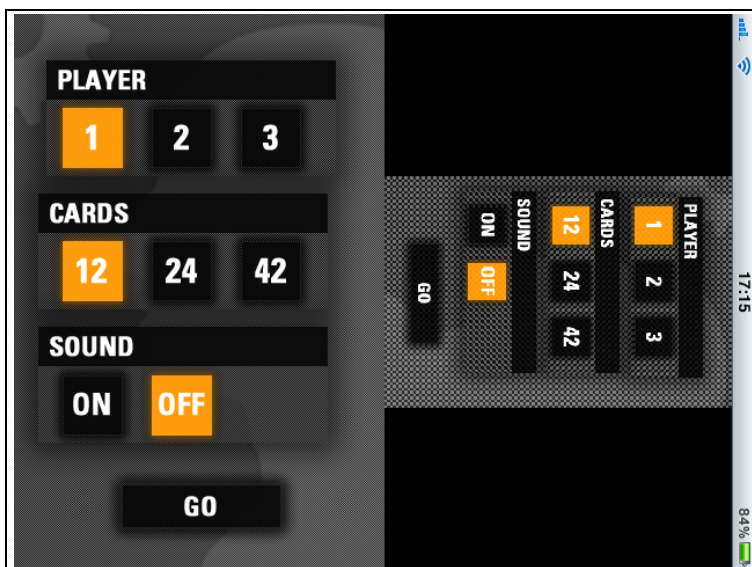 PLAYER
1 2 3
CARDS
12 24 42
SOUND
ON OFF
GO
17:15
84%
PLAYER
1 2 3
CARDS
12 24 42
SOUND
ON OFF
GO